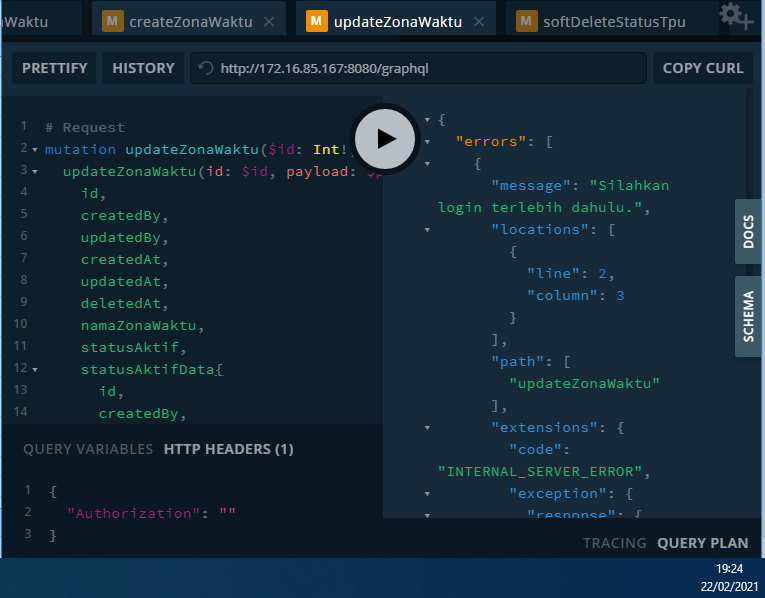 aWaktu
M createZonaWaktu ×
M updateZonaWaktu ×
M softDeleteStatusTpu
PRETTIFY
HISTORY
http://172.16.85.167:8080/graphql
COPY CURL
1 # Request
2 mutation updateZonaWaktu($id: Int!
3 updateZonaWaktu(id: $id, payload: $p
4 id,
5 createdBy,
6 updatedBy,
7 createdAt,
8 updatedAt,
9 deletedAt,
10 namaZonaWaktu,
11 statusAktif,
12 statusAktifData{
13 id,
14 createdBy,
QUERY VARIABLES HTTP HEADERS (1)
1 {
2 "Authorization": ""
3 }
{
"errors": [
{
"message": "Silahkan
login terlebih dahulu.",
"locations": [
{
"line": 2,
"column": 3
}
],
"path": [
"updateZonaWaktu"
],
"extensions": {
"code":
"INTERNAL_SERVER_ERROR",
"exception": {
"response": {
DOCS
SCHEMA
TRACING QUERY PLAN
19:24
22/02/2021